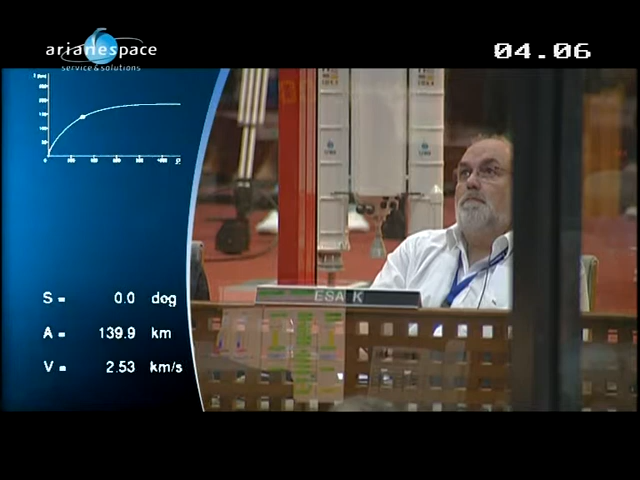 arianespace
service & solutions
04.06
S = 0.0 deg
A = 139.9 km
V = 2.53 km/s
ESA K